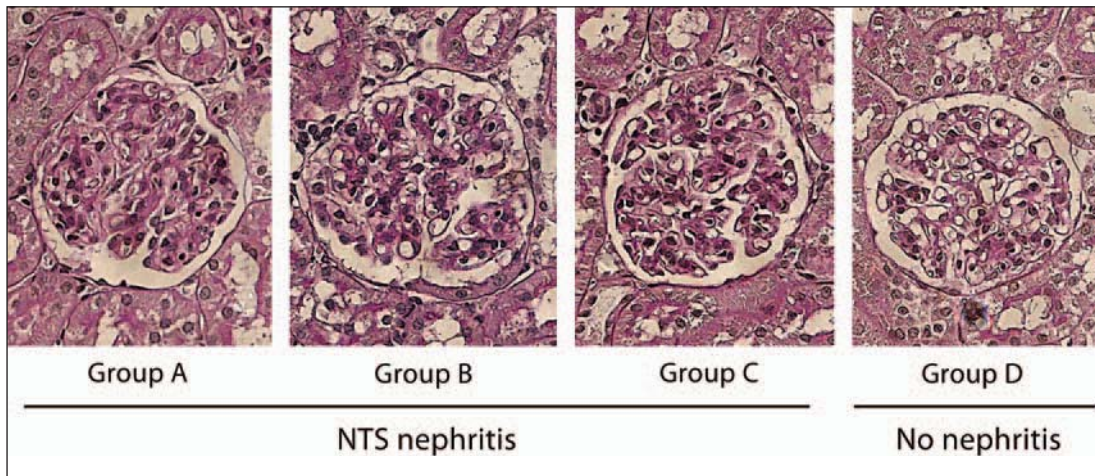 Group A
Group B
Group C
Group D
NTS nephritis
No nephritis